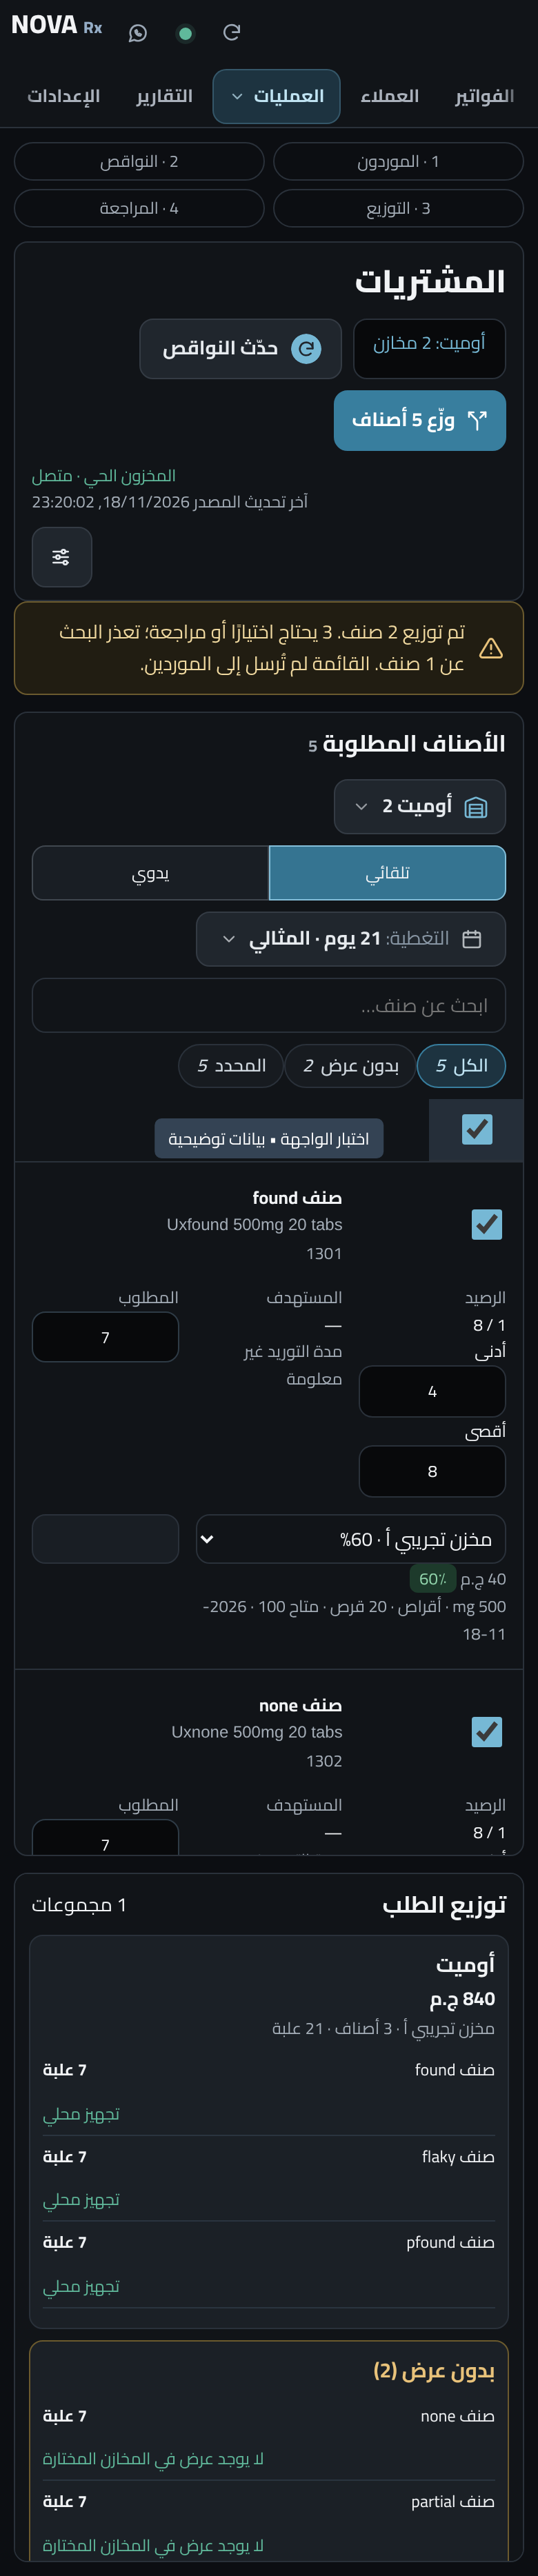 NOVA Rx
الفواتير
العملاء
العمليات
التقارير
الإعدادات
1 · الموردون
2 · النواقص
3 · التوزيع
4 · المراجعة
المشتريات
أوميت: 2 مخازن
حدّث النواقص
وزّع 5 أصناف
المخزون الحي · متصل
آخر تحديث المصدر 18/11/2026, 23:20:02
تم توزيع 2 صنف. 3 يحتاج اختيارًا أو مراجعة؛ تعذر البحث
عن 1 صنف. القائمة لم تُرسل إلى الموردين.
الأصناف المطلوبة 5
أوميت 2
تلقائي
يدوي
التغطية: 21 يوم · المثالي
ابحث عن صنف...
الكل 5
بدون عرض 2
المحدد 5
اختبار الواجهة • بيانات توضيحية
صنف found
Uxfound 500mg 20 tabs
1301
الرصيد
المستهدف
المطلوب
8 / 1
—
7
أدنى
مدة التوريد غير
معلومة
4
أقصى
8
مخزن تجريبي أ · 60%
40 ج.م 60٪
500 mg · أقراص · 20 قرص · متاح 100 · 2026-
11-18
صنف none
Uxnone 500mg 20 tabs
1302
الرصيد
المستهدف
المطلوب
8 / 1
—
7
توزيع الطلب
1 مجموعات
أوميت
840 ج.م
مخزن تجريبي أ · 3 أصناف · 21 علبة
صنف found
7 علبة
تجهيز محلي
صنف flaky
7 علبة
تجهيز محلي
صنف pfound
7 علبة
تجهيز محلي
بدون عرض (2)
صنف none
7 علبة
لا يوجد عرض في المخازن المختارة
صنف partial
7 علبة
لا يوجد عرض في المخازن المختارة